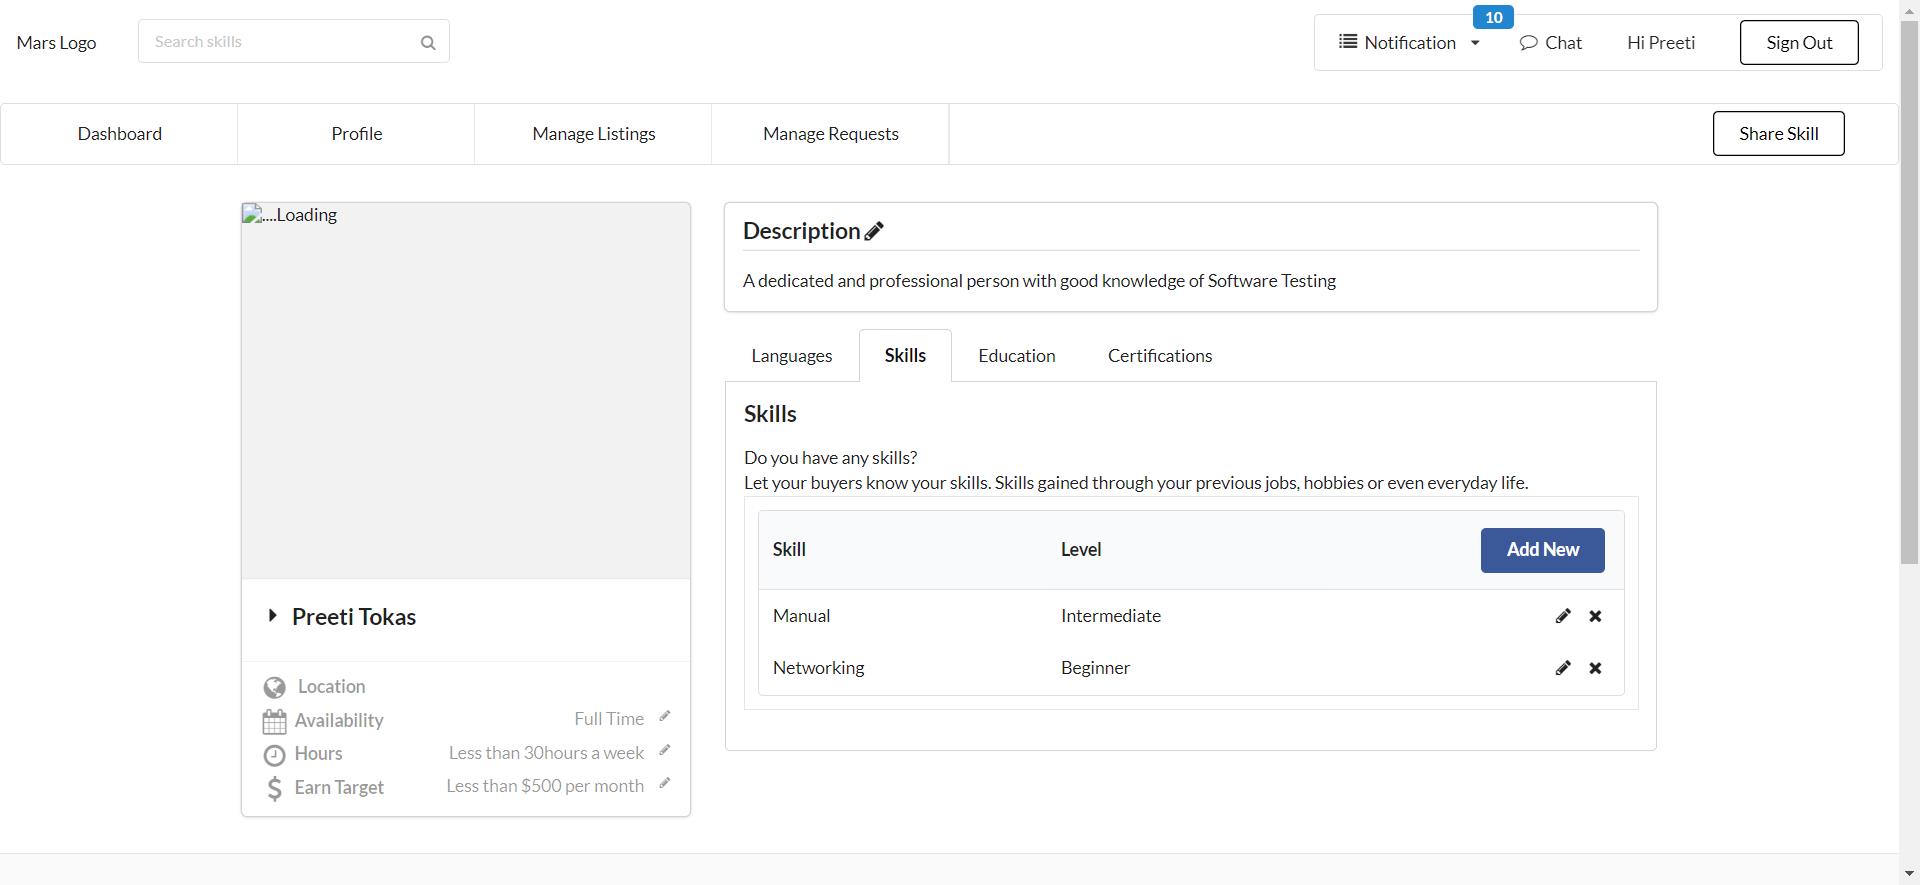 Mars Logo
Search skills
10
Notification
Chat
Hi Preeti
Sign Out
Dashboard
Profile
Manage Listings
Manage Requests
Share Skill
....Loading
Preeti Tokas
Location
Availability
Full Time
Hours
Less than 30hours a week
Earn Target
Less than $500 per month
Description
A dedicated and professional person with good knowledge of Software Testing
Languages
Skills
Education
Certifications
Skills
Do you have any skills?
Let your buyers know your skills. Skills gained through your previous jobs, hobbies or even everyday life.
Skill
Level
Add New
Manual
Intermediate
Networking
Beginner